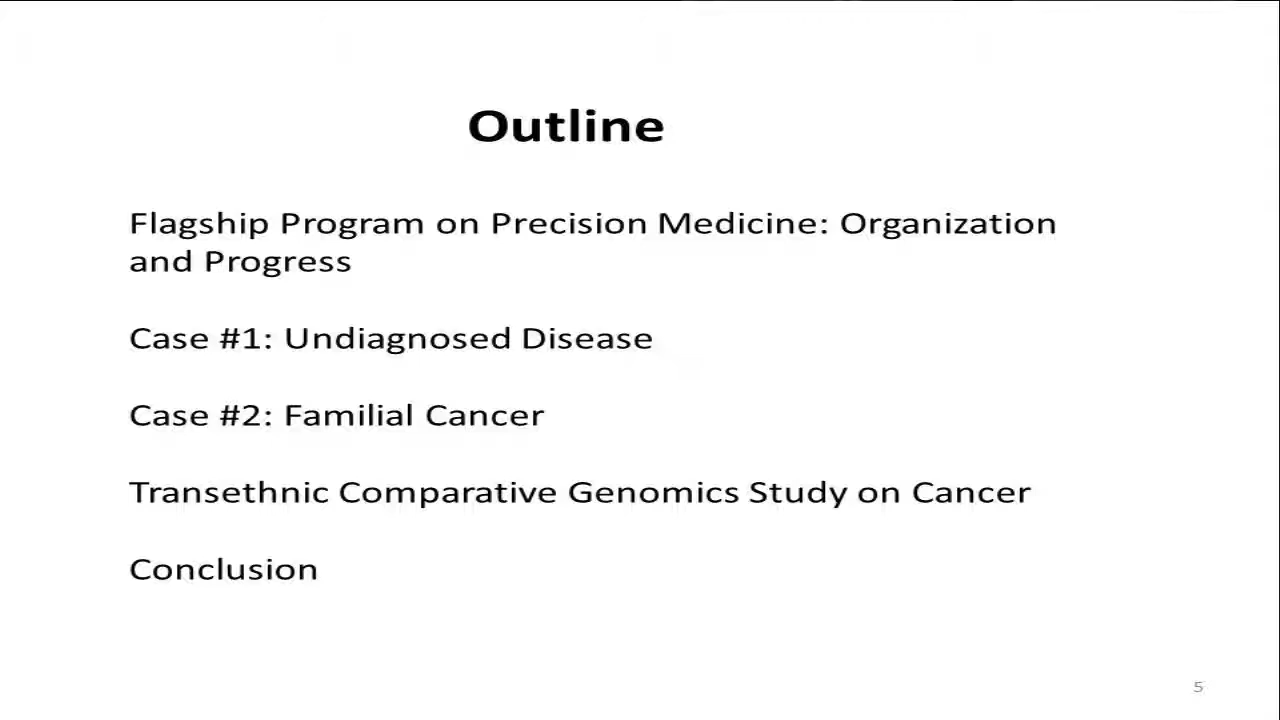 Outline
Flagship Program on Precision Medicine: Organization
and Progress
Case #1: Undiagnosed Disease
Case #2: Familial Cancer
Transethnic Comparative Genomics Study on Cancer
Conclusion
5